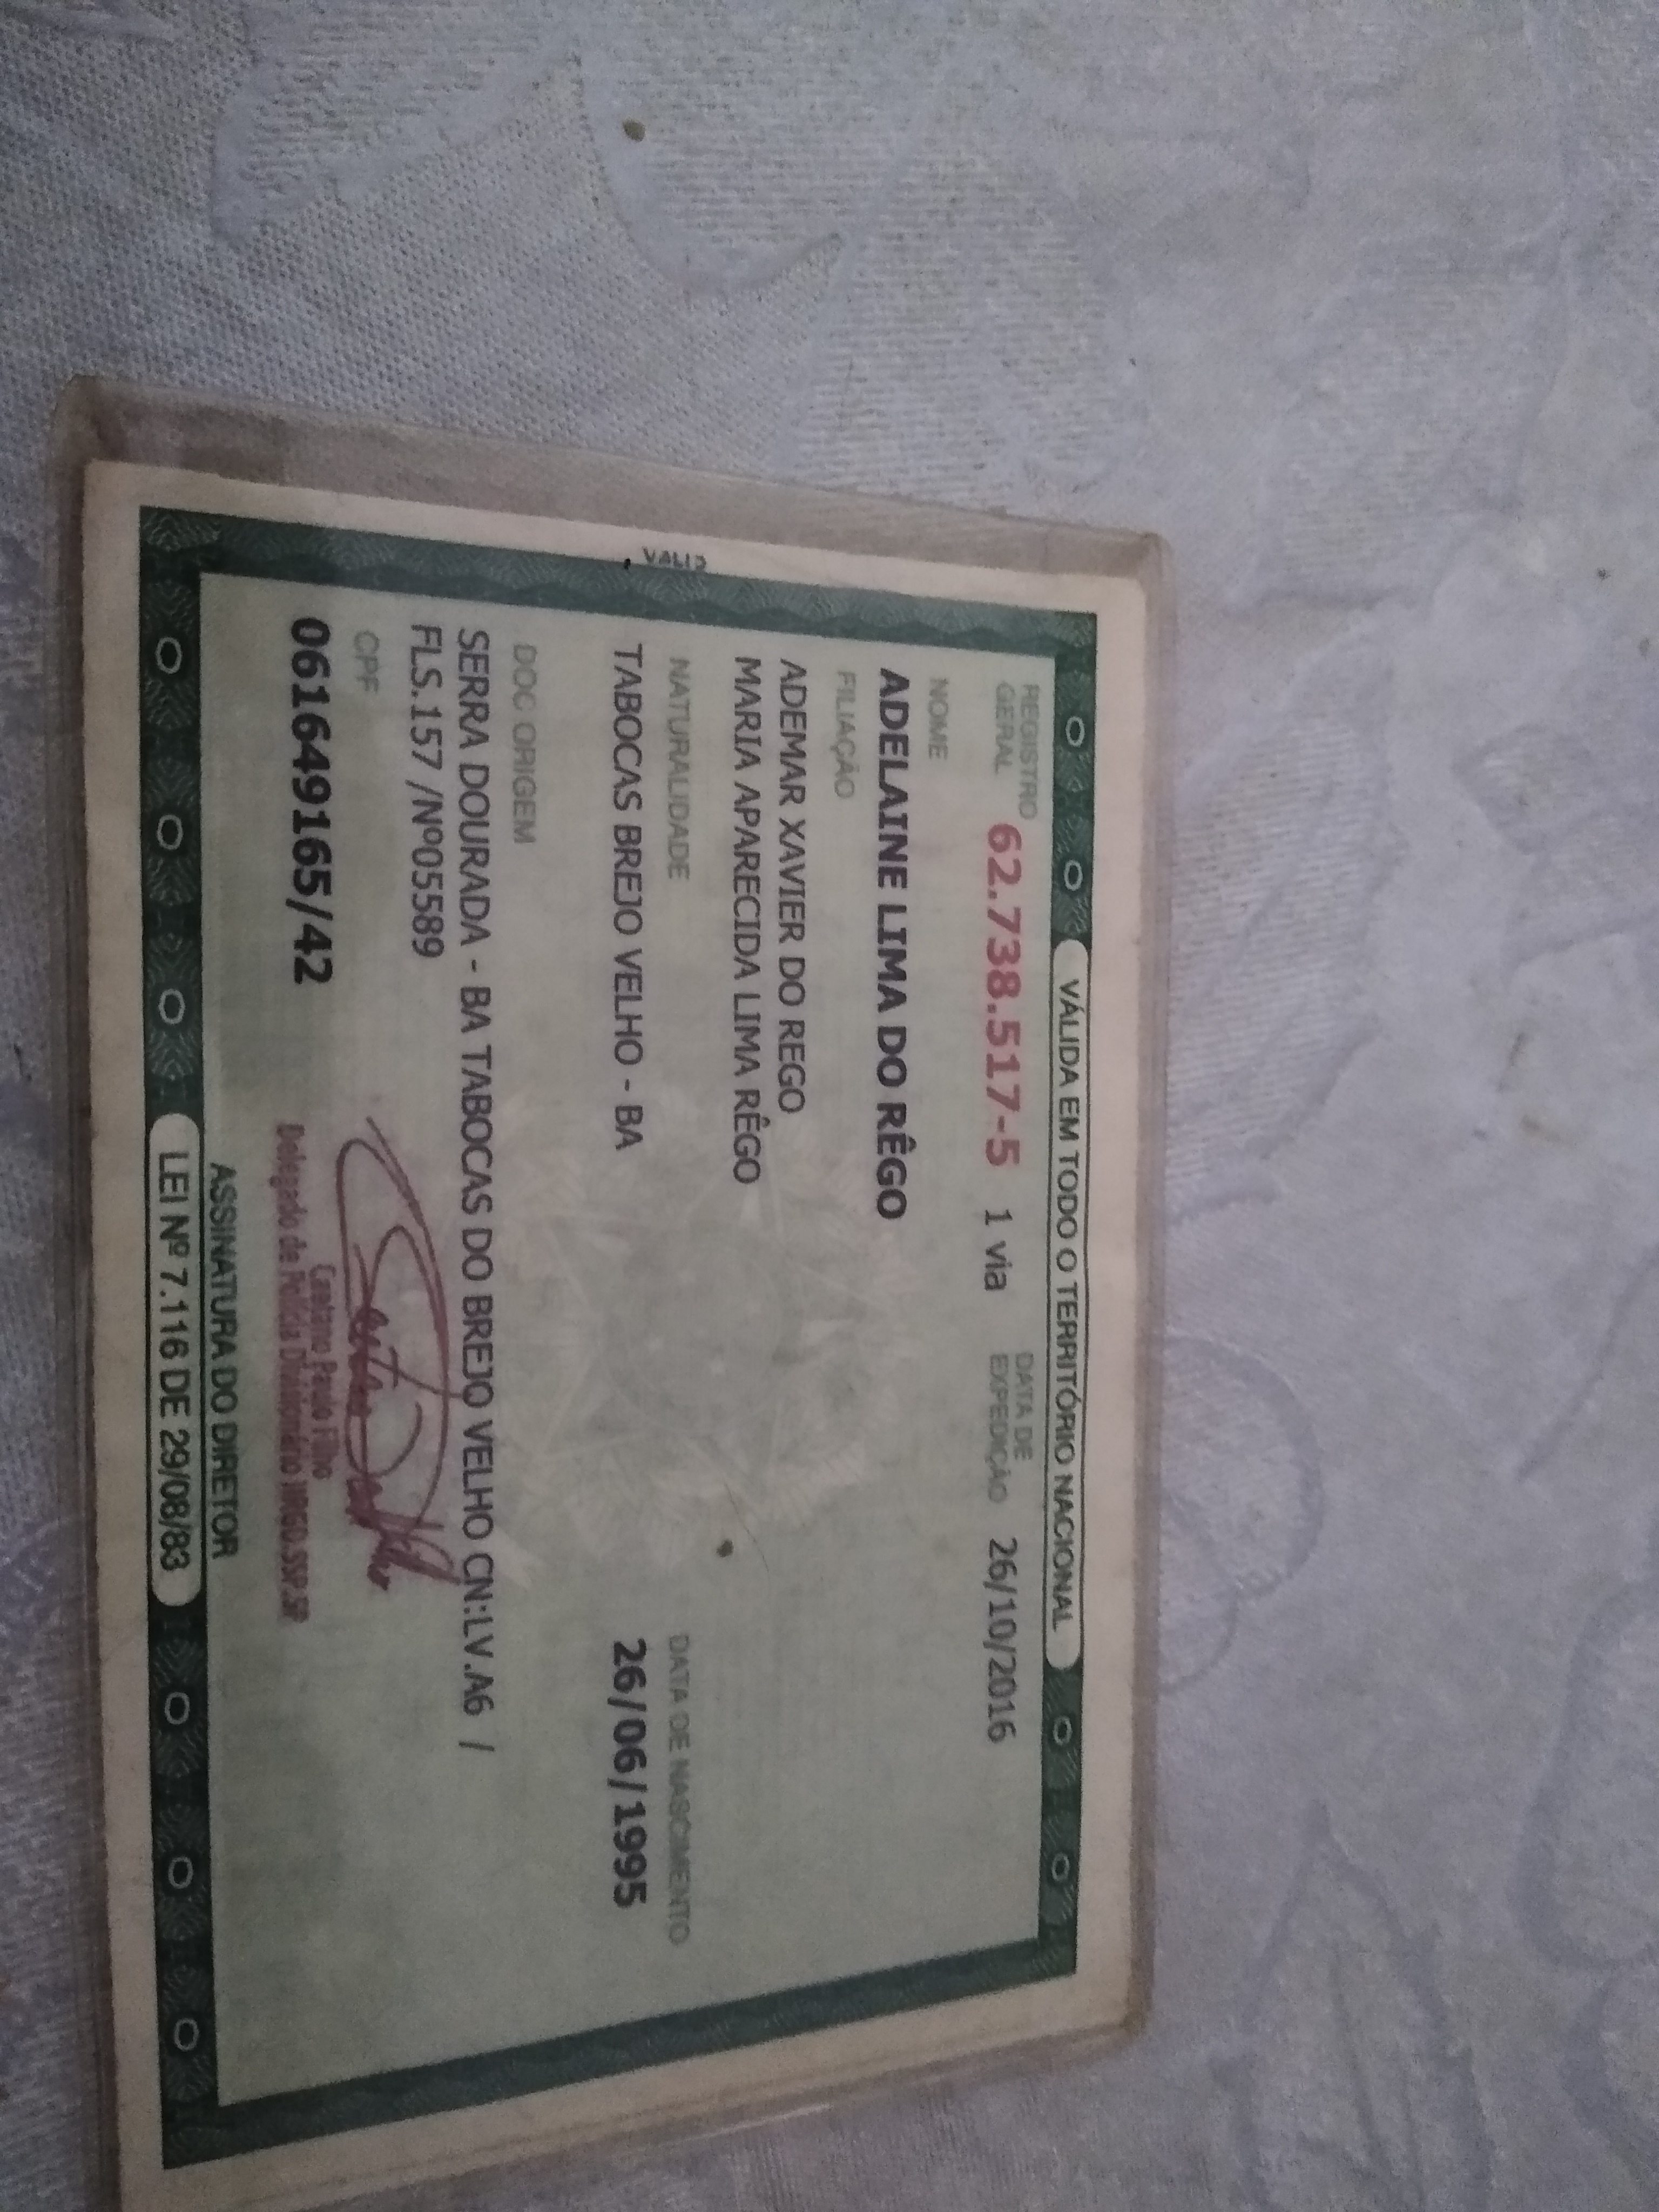 VÁLIDA EM TODO O TERRITÓRIO NACIONAL
REGISTRO GERAL 62.738.517-5 1 via DATA DE EXPEDIÇÃO 26/10/2016
NOME
ADELAINE LIMA DO RÊGO
FILIAÇÃO
ADEMAR XAVIER DO REGO
MARIA APARECIDA LIMA RÊGO
NATURALIDADE DATA DE NASCIMENTO
TABOCAS BREJO VELHO - BA 26/06/1995
DOC ORIGEM
SERRA DOURADA - BA TABOCAS DO BREJO VELHO CN:LV.A6 /
FLS.157 /Nº05589
CPF
061649165/42
Caetano Paulo Filho
Delegado de Polícia Divisionário IIRGD.SSP.SP
ASSINATURA DO DIRETOR
LEI Nº 7.116 DE 29/08/83
VALID